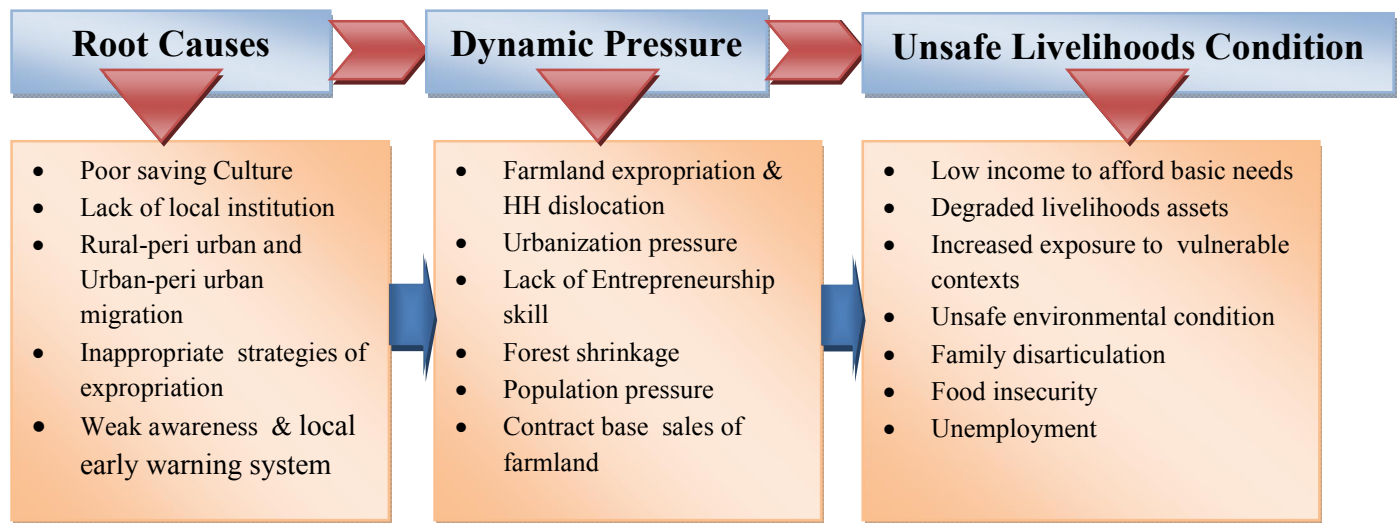 Root Causes
Dynamic Pressure
Unsafe Livelihoods Condition
• Poor saving Culture
• Lack of local institution
• Rural-peri urban and
Urban-peri urban
migration
• Inappropriate strategies of
expropriation
• Weak awareness & local
early warning system
• Farmland expropriation &
HH dislocation
• Urbanization pressure
• Lack of Entrepreneurship
skill
• Forest shrinkage
• Population pressure
• Contract base sales of
farmland
• Low income to afford basic needs
• Degraded livelihoods assets
• Increased exposure to vulnerable
contexts
• Unsafe environmental condition
• Family disarticulation
• Food insecurity
• Unemployment